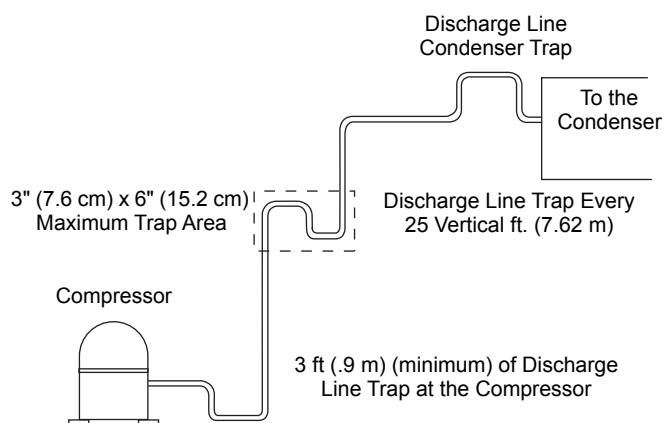 Discharge Line
Condenser Trap
To the
Condenser
3" (7.6 cm) x 6" (15.2 cm)
Maximum Trap Area
Discharge Line Trap Every
25 Vertical ft. (7.62 m)
Compressor
3 ft (.9 m) (minimum) of Discharge
Line Trap at the Compressor